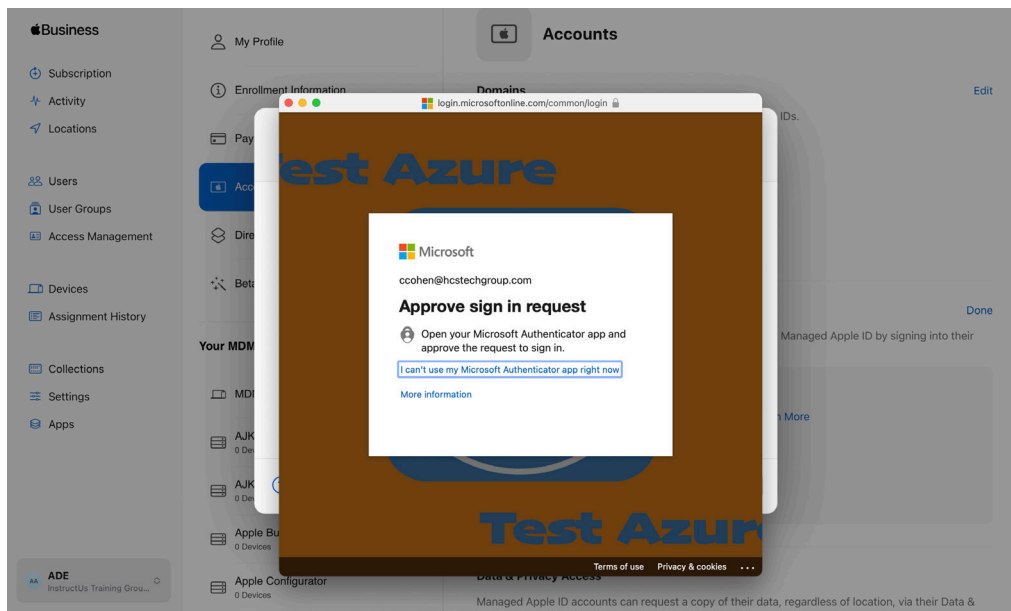 Business
Subscription
Activity
Locations
Users
User Groups
Access Management
Devices
Assignment History
Collections
Settings
Apps
AA
ADE
InstructUs Training Grou...
My Profile
Enrollment Information
Pay
Acc
Dire
Beta
Your MDM
MDM
AJK
0 Dev
AJK
0 Dev
Apple Bu
0 Devices
Apple Configurator
0 Devices
Accounts
Domains
Edit
IDs.
Done
Managed Apple ID by signing into their
n More
Data & Privacy Access
Managed Apple ID accounts can request a copy of their data, regardless of location, via their Data &
login.microsoftonline.com/common/login
Test Azure
Microsoft
ccohen@hcstechgroup.com
Approve sign in request
Open your Microsoft Authenticator app and
approve the request to sign in.
I can't use my Microsoft Authenticator app right now
More information
Test Azure
Terms of use Privacy & cookies ...